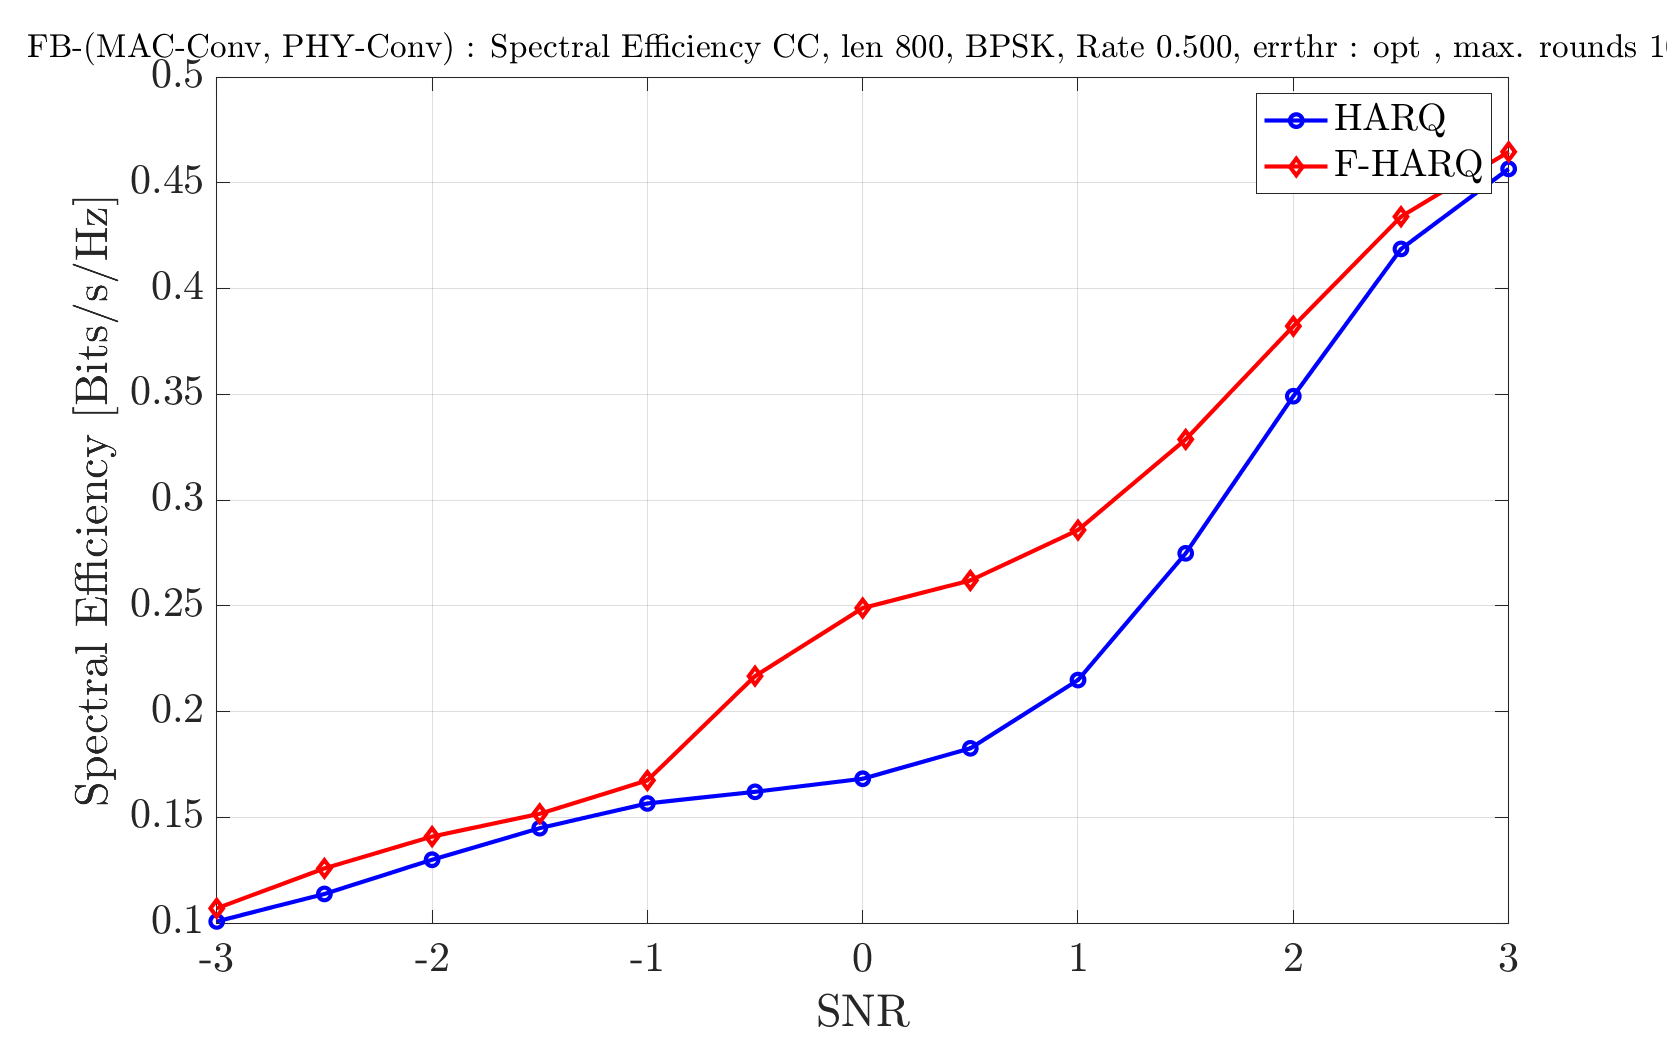 FB-(MAC-Conv, PHY-Conv) : Spectral Efficiency CC, len 800, BPSK, Rate 0.500, errthr : opt , max. rounds
HARQ
F-HARQ
Spectral Efficiency [Bits/s/Hz]
0.5
0.45
0.4
0.35
0.3
0.25
0.2
0.15
0.1
-3 -2 -1 0 1 2 3
SNR